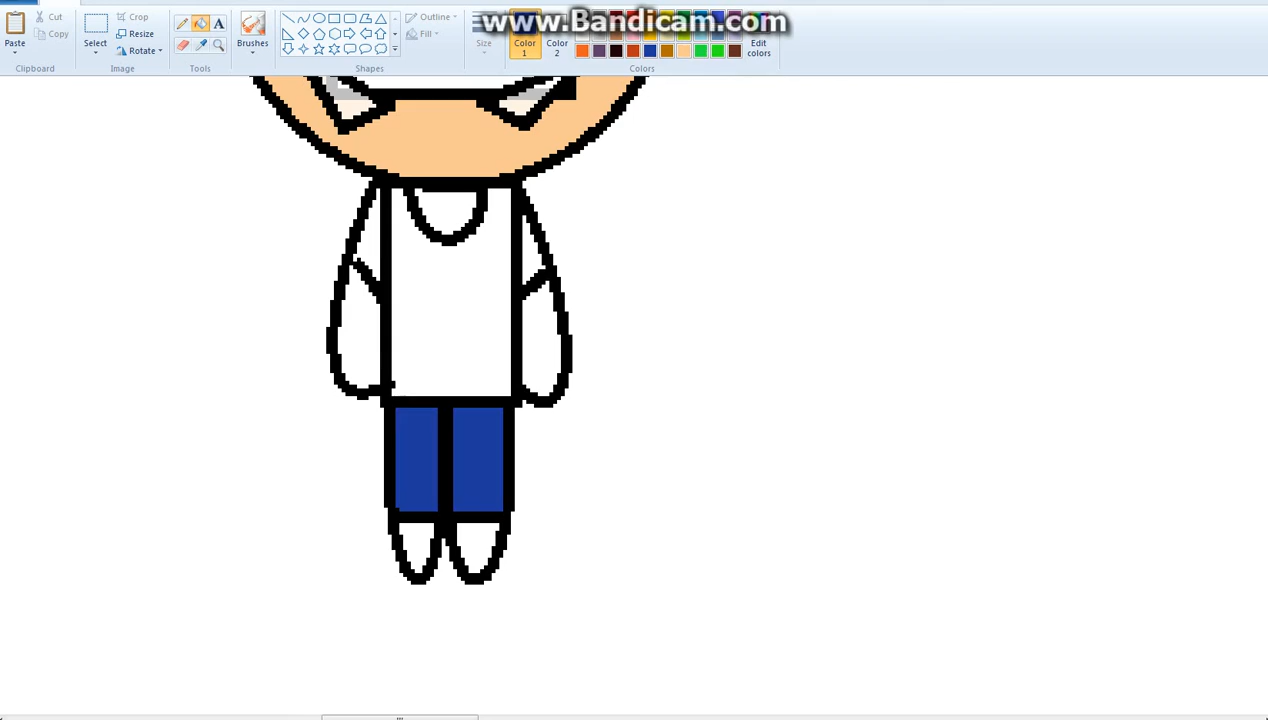 www.Bandicam.com
Paste
Cut
Copy
Clipboard
Select
Crop
Resize
Rotate
Image
A
Tools
Brushes
Outline
Fill
Shapes
Size
Color
1
Color
2
Edit
colors
Colors